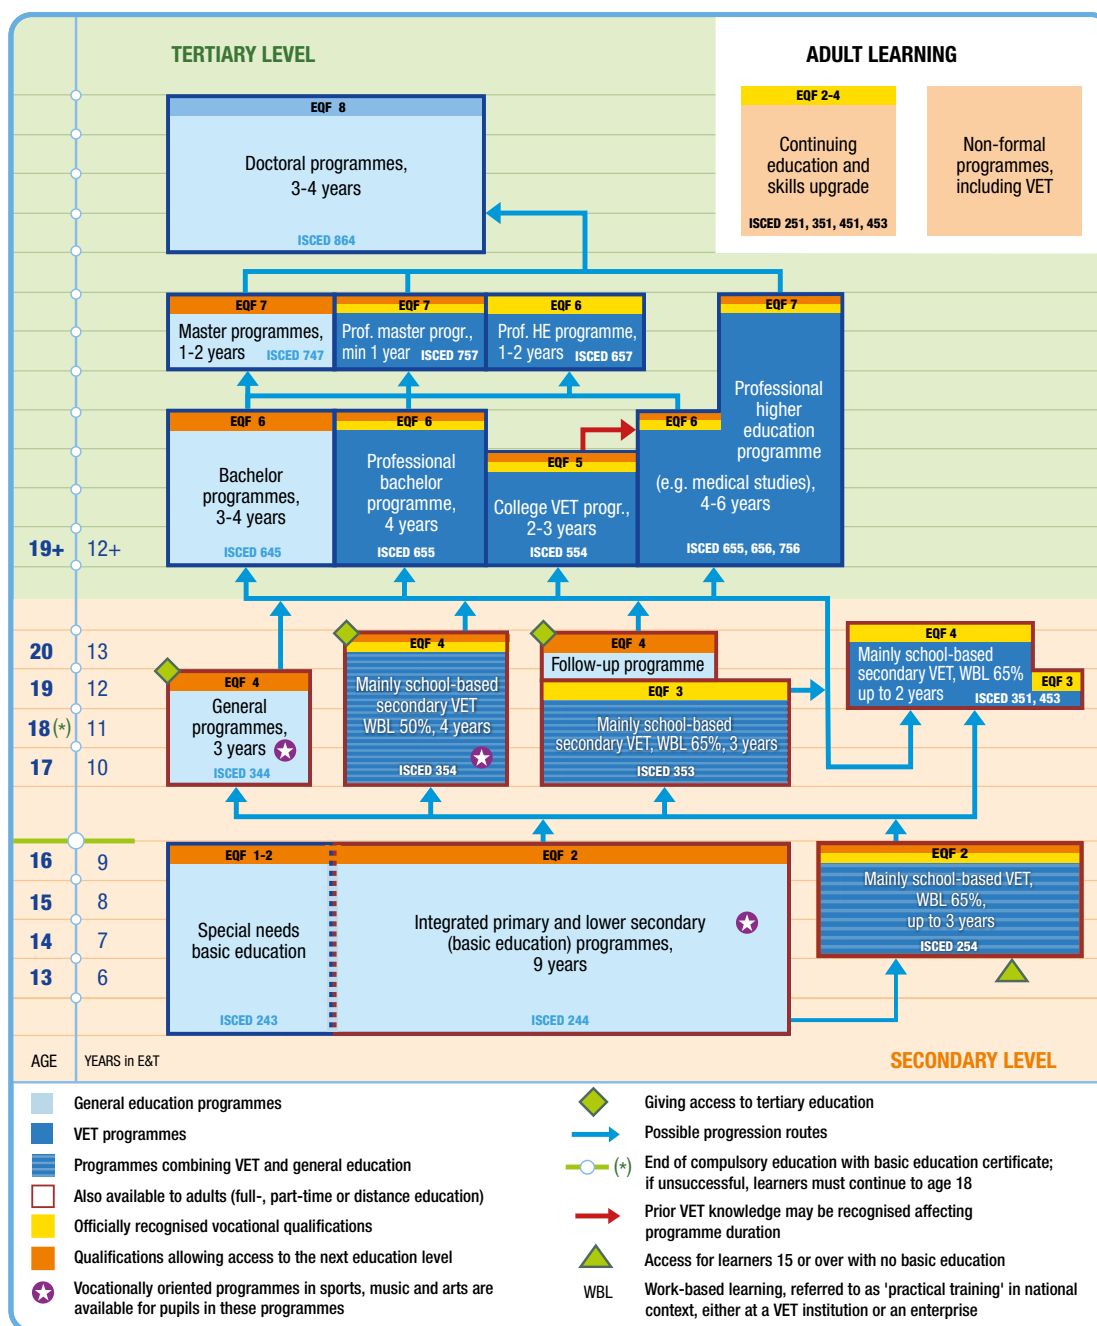 TERTIARY LEVEL
ADULT LEARNING
EQF 2-4
Continuing
education and
skills upgrade
ISCED 251, 351, 451, 453
Non-formal
programmes,
including VET
EQF 8
Doctoral programmes,
3-4 years
ISCED 864
EQF 7
Master programmes,
1-2 years ISCED 747
EQF 7
Prof. master progr.,
min 1 year ISCED 757
EQF 6
Prof. HE programme,
1-2 years ISCED 657
EQF 7
Professional
higher
education
programme
EQF 6
(e.g. medical studies),
4-6 years
ISCED 655, 656, 756
EQF 6
Bachelor
programmes,
3-4 years
ISCED 645
EQF 6
Professional
bachelor
programme,
4 years
ISCED 655
EQF 5
College VET progr.,
2-3 years
ISCED 554
19+ 12+
20 13
19 12
18 (*) 11
17 10
EQF 4
General
programmes,
3 years
ISCED 344
EQF 4
Mainly school-based
secondary VET
WBL 50%, 4 years
ISCED 354
EQF 4
Follow-up programme
EQF 3
Mainly school-based
secondary VET, WBL 65%, 3 years
ISCED 353
EQF 4
Mainly school-based
secondary VET, WBL 65%
up to 2 years
EQF 3
ISCED 351, 453
16 9
15 8
14 7
13 6
EQF 1-2
Special needs
basic education
ISCED 243
EQF 2
Integrated primary and lower secondary
(basic education) programmes,
9 years
ISCED 244
EQF 2
Mainly school-based VET,
WBL 65%,
up to 3 years
ISCED 254
AGE YEARS in E&T
SECONDARY LEVEL
General education programmes
VET programmes
Programmes combining VET and general education
Also available to adults (full-, part-time or distance education)
Officially recognised vocational qualifications
Qualifications allowing access to the next education level
Vocationally oriented programmes in sports, music and arts are
available for pupils in these programmes
Giving access to tertiary education
Possible progression routes
(*) End of compulsory education with basic education certificate;
if unsuccessful, learners must continue to age 18
Prior VET knowledge may be recognised affecting
programme duration
Access for learners 15 or over with no basic education
WBL Work-based learning, referred to as 'practical training' in national
context, either at a VET institution or an enterprise